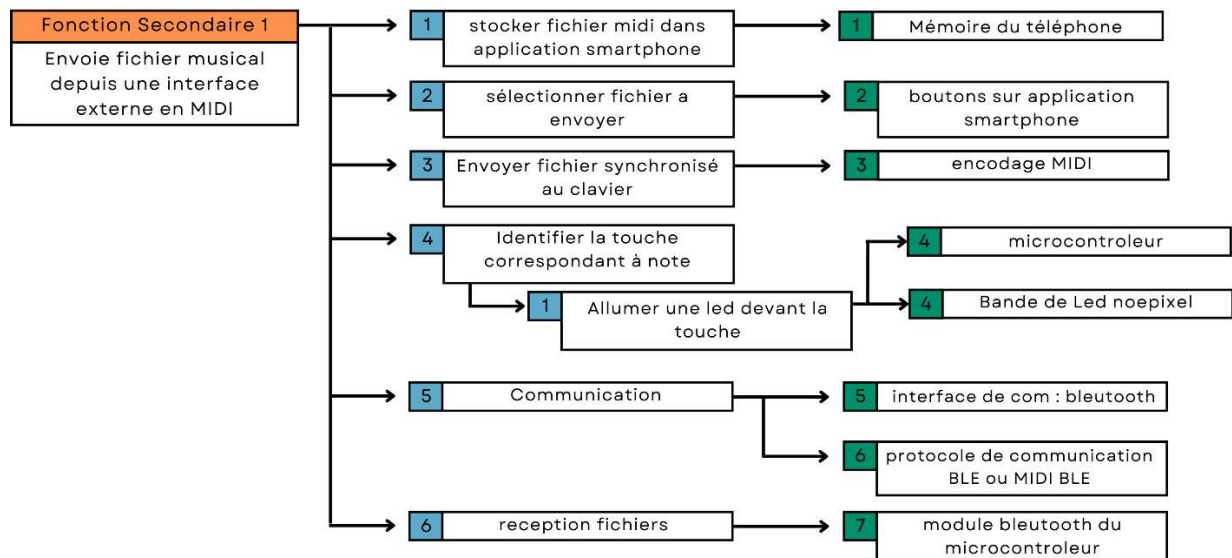 Fonction Secondaire 1
Envoie fichier musical
depuis une interface
externe en MIDI
1
stocker fichier midi dans
application smartphone
1
Mémoire du téléphone
2
sélectionner fichier a
envoyer
2
boutons sur application
smartphone
3
Envoyer fichier synchronisé
au clavier
3
encodage MIDI
4
Identifier la touche
correspondant à note
4
microcontroleur
1
Allumer une led devant la
touche
4
Bande de Led noepixel
5
Communication
5
interface de com : bleutooth
6
protocole de communication
BLE ou MIDI BLE
6
reception fichiers
7
module bleutooth du
microcontroleur